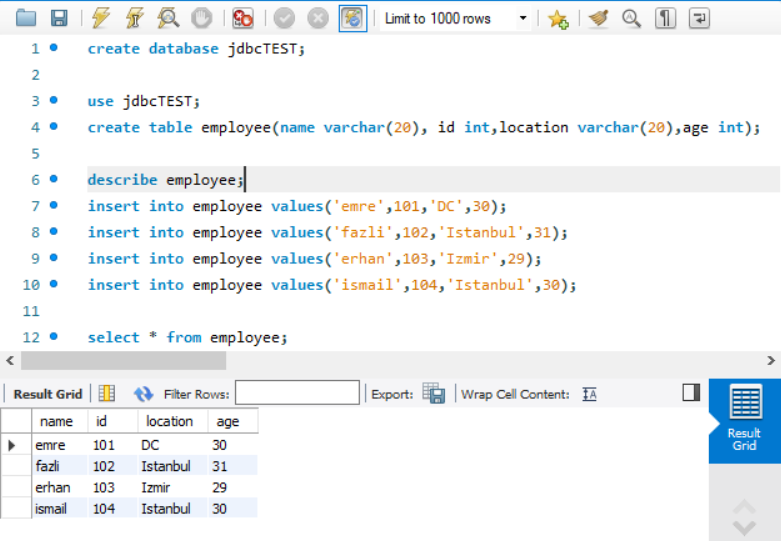 Limit to 1000 rows
1 create database jdbcTEST;
2
3 use jdbcTEST;
4 create table employee(name varchar(20), id int,location varchar(20),age int);
5
6 describe employee;
7 insert into employee values('emre',101,'DC',30);
8 insert into employee values('fazli',102,'Istanbul',31);
9 insert into employee values('erhan',103,'Izmir',29);
10 insert into employee values('ismail',104,'Istanbul',30);
11
12 select * from employee;
Result Grid Filter Rows: Export: Wrap Cell Content: IA
name id location age
emre 101 DC 30
fazli 102 Istanbul 31
erhan 103 Izmir 29
ismail 104 Istanbul 30
Result
Grid